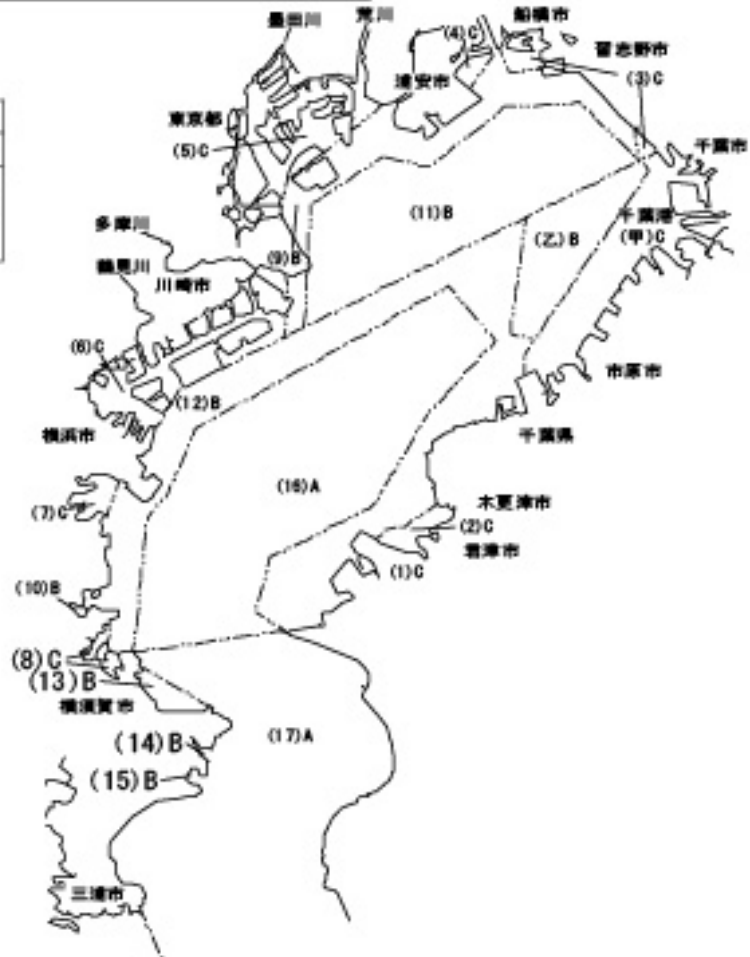 船橋市
墨田川
荒川
(4)C
習志野市
浦安市
(3)C
東京都
千葉市
(5)C
(11)B
千葉港
多摩川
(乙)B
(甲)C
(9)B
鶴見川
川崎市
(6)C
市原市
(12)B
千葉県
横浜市
(16)A
木更津市
(7)C
(2)C
君津市
(1)C
(10)B
(8)C
(13)B
横須賀市
(17)A
(14)B
(15)B
三浦市